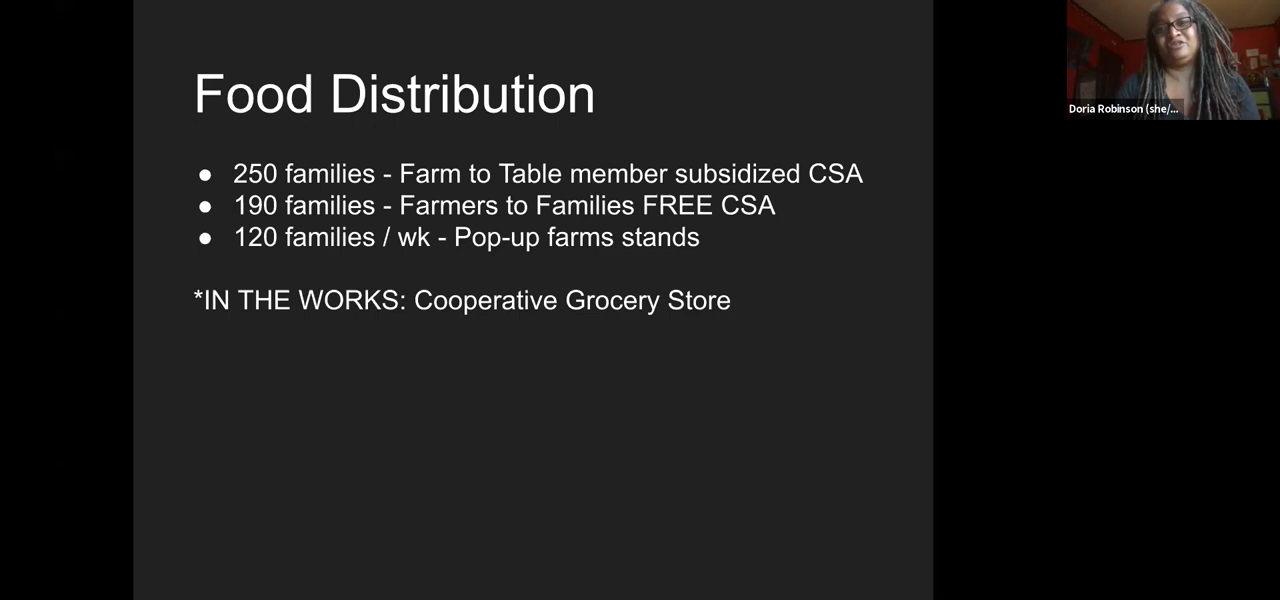 Food Distribution
● 250 families - Farm to Table member subsidized CSA
● 190 families - Farmers to Families FREE CSA
● 120 families / wk - Pop-up farms stands
*IN THE WORKS: Cooperative Grocery Store
Doria Robinson (she/...